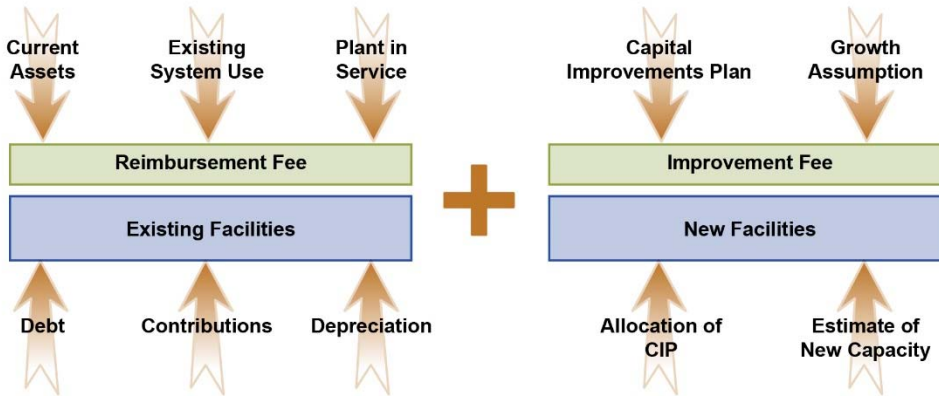 Current
Assets
Existing
System Use
Plant in
Service
Capital
Improvements Plan
Growth
Assumption
Reimbursement Fee
Improvement Fee
Existing Facilities
New Facilities
Debt
Contributions
Depreciation
Allocation of
CIP
Estimate of
New Capacity